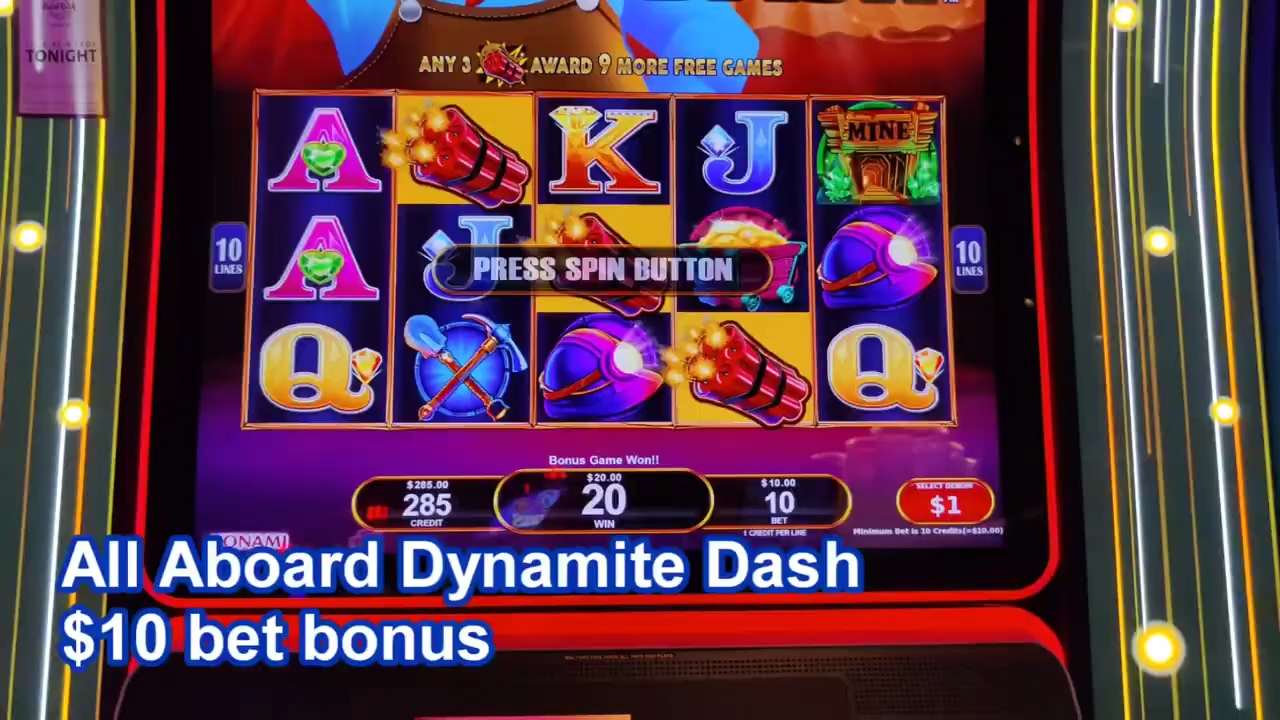 TONIGHT
ANY 3 AWARD 9 MORE FREE GAMES
A K J MINE
10 LINES
A J
PRESS SPIN BUTTON
10 LINES
Q Q
Bonus Game Won!!
$285.00
285
CREDIT
$20.00
20
WIN
$10.00
10
BET
1 CREDIT PER LINE
SELECT DENOM
$1
Minimum Bet is 10 Credits(=$10.00)
KONAMI
All Aboard Dynamite Dash
$10 bet bonus